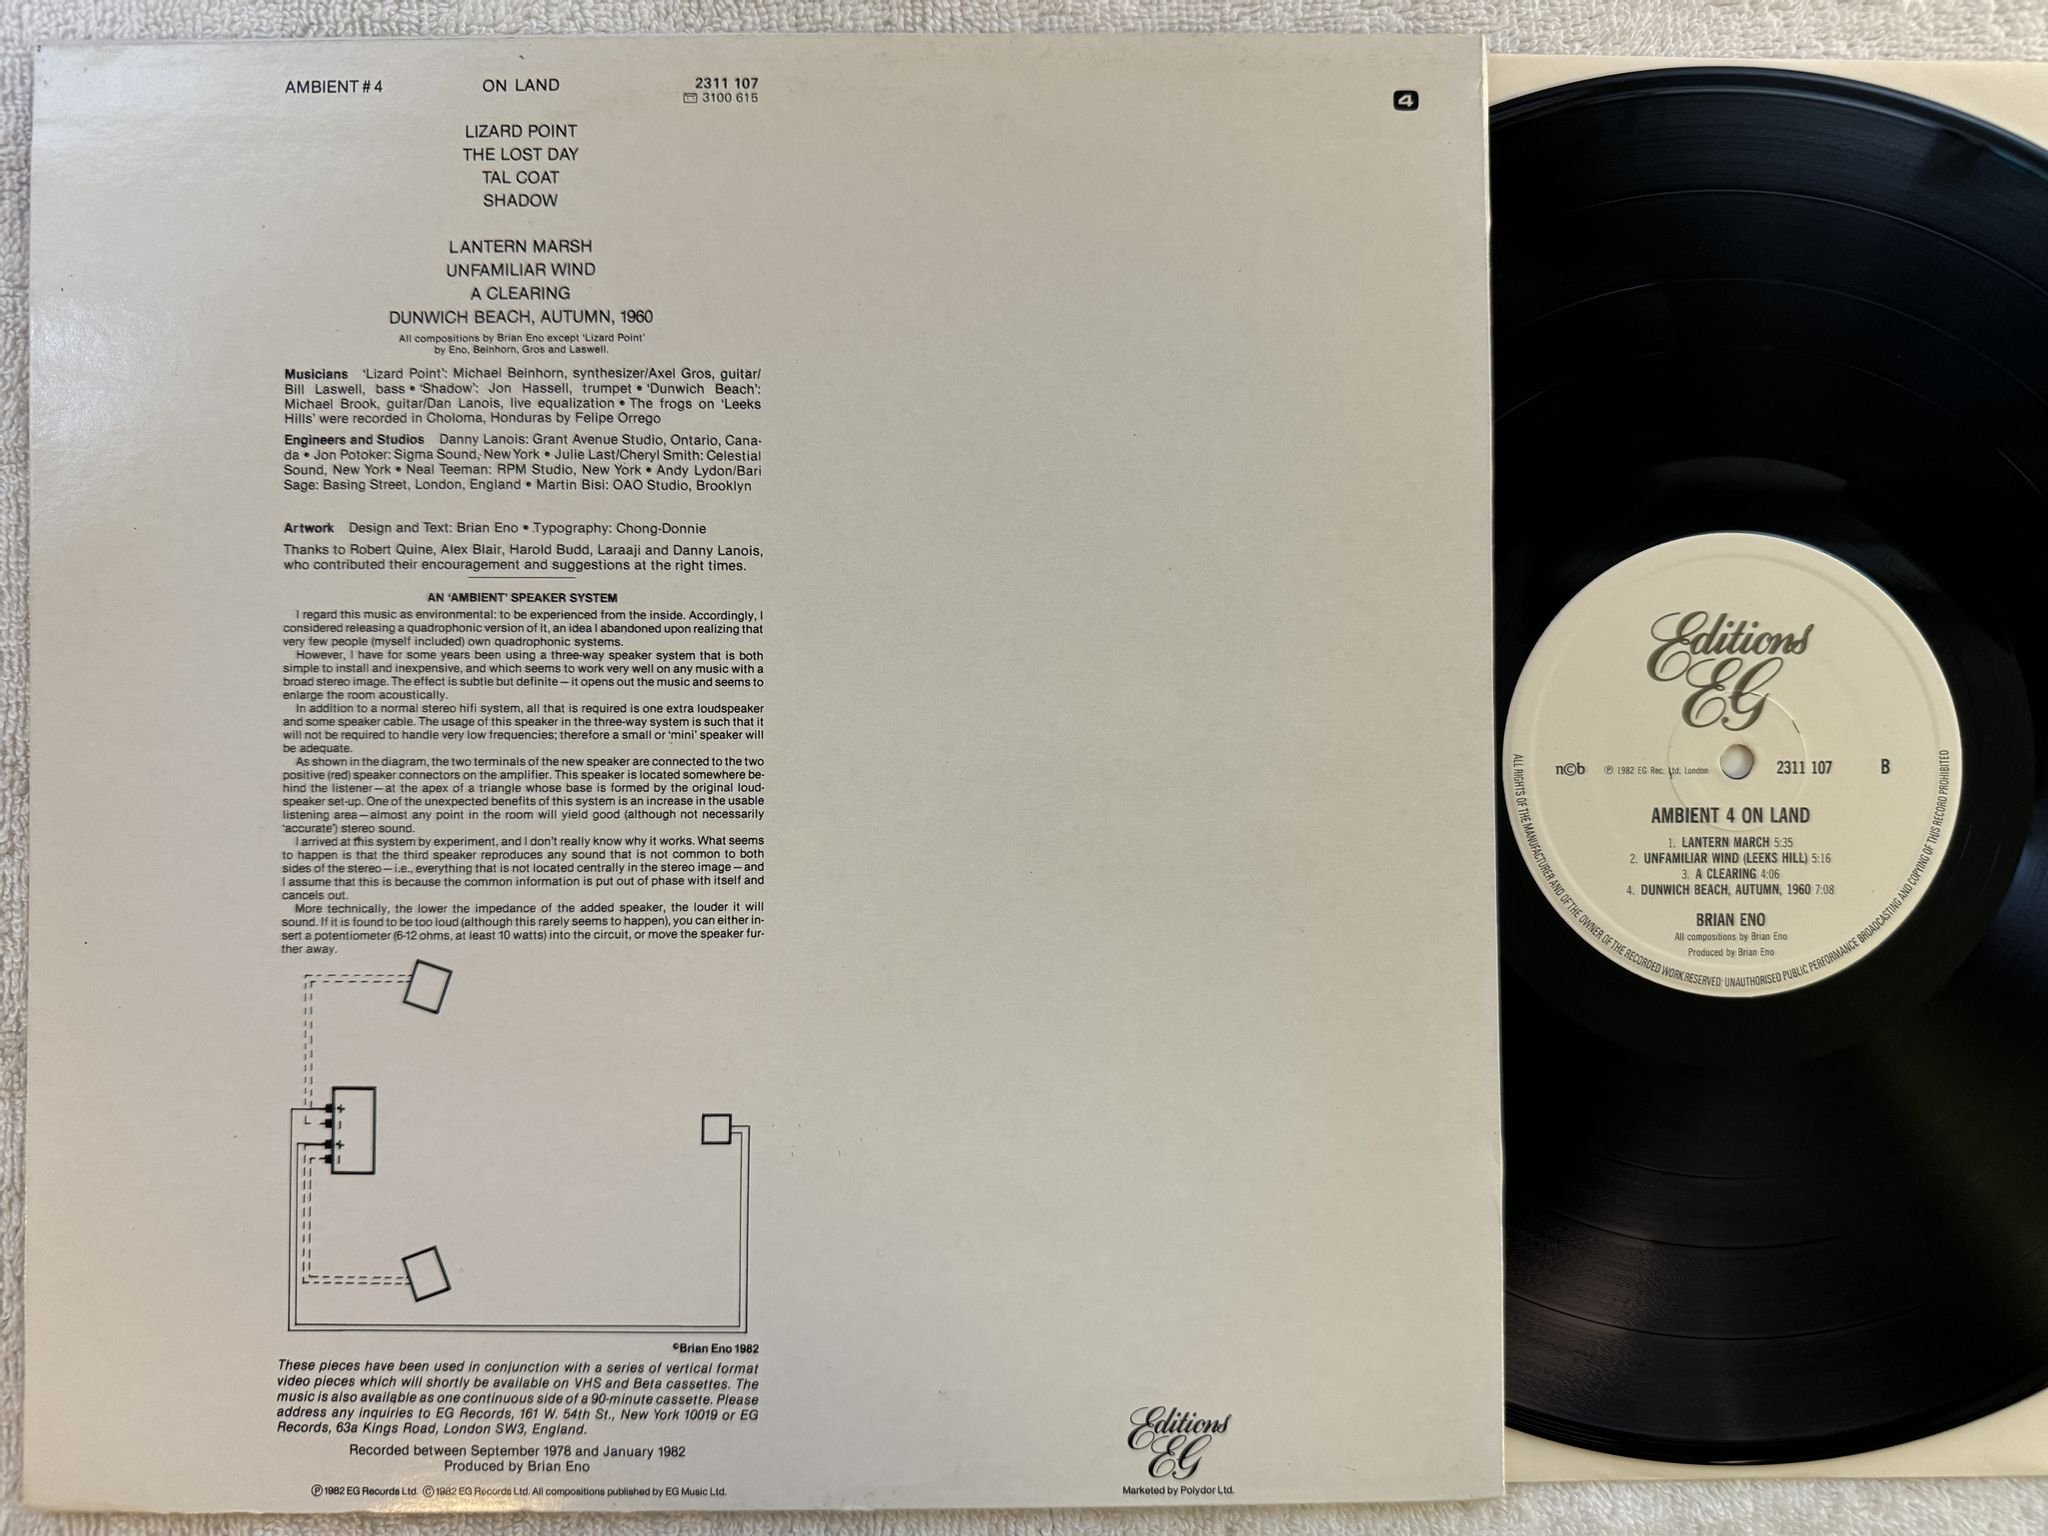 AMBIENT #4 ON LAND 2311 107
3100 615
4
LIZARD POINT
THE LOST DAY
TAL COAT
SHADOW
LANTERN MARSH
UNFAMILIAR WIND
A CLEARING
DUNWICH BEACH, AUTUMN, 1960
All compositions by Brian Eno except ‘Lizard Point’
by Eno, Beinhorn, Gros and Laswell.
Musicians ‘Lizard Point’: Michael Beinhorn, synthesizer/Axel Gros, guitar/
Bill Laswell, bass • ‘Shadow’: Jon Hassell, trumpet • ‘Dunwich Beach’:
Michael Brook, guitar/Dan Lanois, live equalization • The frogs on ‘Leeks
Hills’ were recorded in Choloma, Honduras by Felipe Orrego
Engineers and Studios Danny Lanois: Grant Avenue Studio, Ontario, Cana-
da • Jon Potoker: Sigma Sound, New York • Julie Last/Cheryl Smith: Celestial
Sound, New York • Neal Teeman: RPM Studio, New York • Andy Lydon/Bari
Sage: Basing Street, London, England • Martin Bisi: OAO Studio, Brooklyn
Artwork Design and Text: Brian Eno • Typography: Chong-Donnie
Thanks to Robert Quine, Alex Blair, Harold Budd, Laraaji and Danny Lanois,
who contributed their encouragement and suggestions at the right times.
AN ‘AMBIENT’ SPEAKER SYSTEM
I regard this music as environmental: to be experienced from the inside. Accordingly, I
considered releasing a quadrophonic version of it, an idea I abandoned upon realizing that
very few people (myself included) own quadrophonic systems.
However, I have for some years been using a three-way speaker system that is both
simple to install and inexpensive, and which seems to work very well on any music with a
broad stereo image. The effect is subtle but definite — it opens out the music and seems to
enlarge the room acoustically.
In addition to a normal stereo hifi system, all that is required is one extra loudspeaker
and some speaker cable. The usage of this speaker in the three-way system is such that it
will not be required to handle very low frequencies; therefore a small or ‘mini’ speaker will
be adequate.
As shown in the diagram, the two terminals of the new speaker are connected to the two
positive (red) speaker connectors on the amplifier. This speaker is located somewhere be-
hind the listener — at the apex of a triangle whose base is formed by the original loud-
speaker set-up. One of the unexpected benefits of this system is an increase in the usable
listening area — almost any point in the room will yield good (although not necessarily
‘accurate’) stereo sound.
I arrived at this system by experiment, and I don't really know why it works. What seems
to happen is that the third speaker reproduces any sound that is not common to both
sides of the stereo — i.e., everything that is not located centrally in the stereo image — and
I assume that this is because the common information is put out of phase with itself and
cancels out.
More technically, the lower the impedance of the added speaker, the louder it will
sound. If it is found to be too loud (although this rarely seems to happen), you can either in-
sert a potentiometer (6-12 ohms, at least 10 watts) into the circuit, or move the speaker fur-
ther away.
+
−
+
−
©Brian Eno 1982
These pieces have been used in conjunction with a series of vertical format
video pieces which will shortly be available on VHS and Beta cassettes. The
music is also available as one continuous side of a 90-minute cassette. Please
address any inquiries to EG Records, 161 W. 54th St., New York 10019 or EG
Records, 63a Kings Road, London SW3, England.
Recorded between September 1978 and January 1982
Produced by Brian Eno
℗1982 EG Records Ltd. ©1982 EG Records Ltd. All compositions published by EG Music Ltd.
Editions
EG
Marketed by Polydor Ltd.
Editions
EG
n©b ℗ 1982 EG Rec. Ltd, London 2311 107 B
AMBIENT 4 ON LAND
1. LANTERN MARCH 5:35
2. UNFAMILIAR WIND (LEEKS HILL) 5:16
3. A CLEARING 4:06
4. DUNWICH BEACH, AUTUMN, 1960 7:08
BRIAN ENO
All compositions by Brian Eno
Produced by Brian Eno
ALL RIGHTS OF THE MANUFACTURER AND OF THE OWNER OF THE RECORDED WORK RESERVED· UNAUTHORISED PUBLIC PERFORMANCE BROADCASTING AND COPYING OF THIS RECORD PROHIBITED